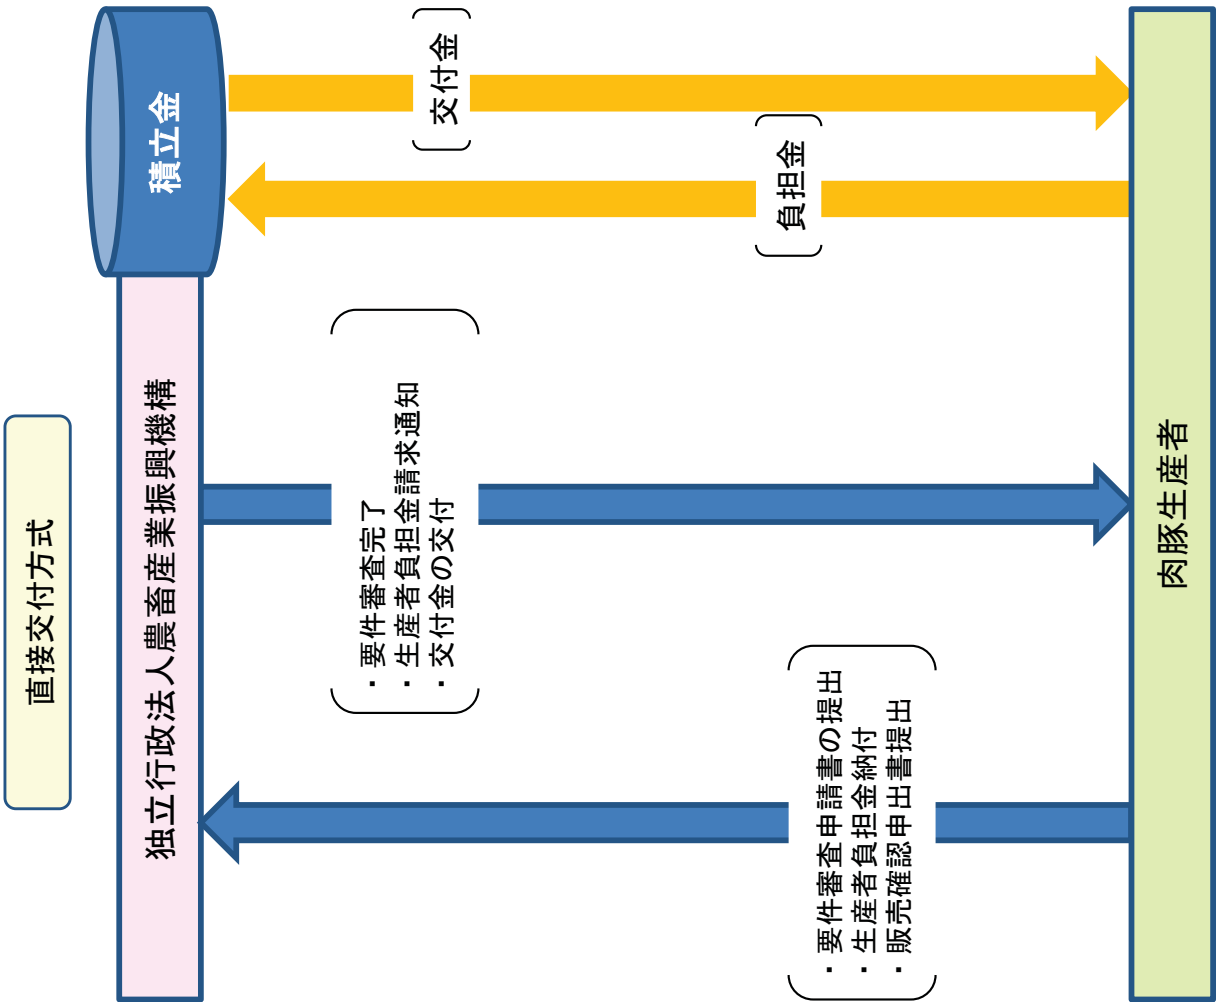 直接交付方式
独立行政法人農畜産業振興機構
積立金
・要件審査完了
・生産者負担金請求通知
・交付金の交付
交付金
・要件審査申請書の提出
・生産者負担金納付
・販売確認申出書提出
負担金
肉豚生産者